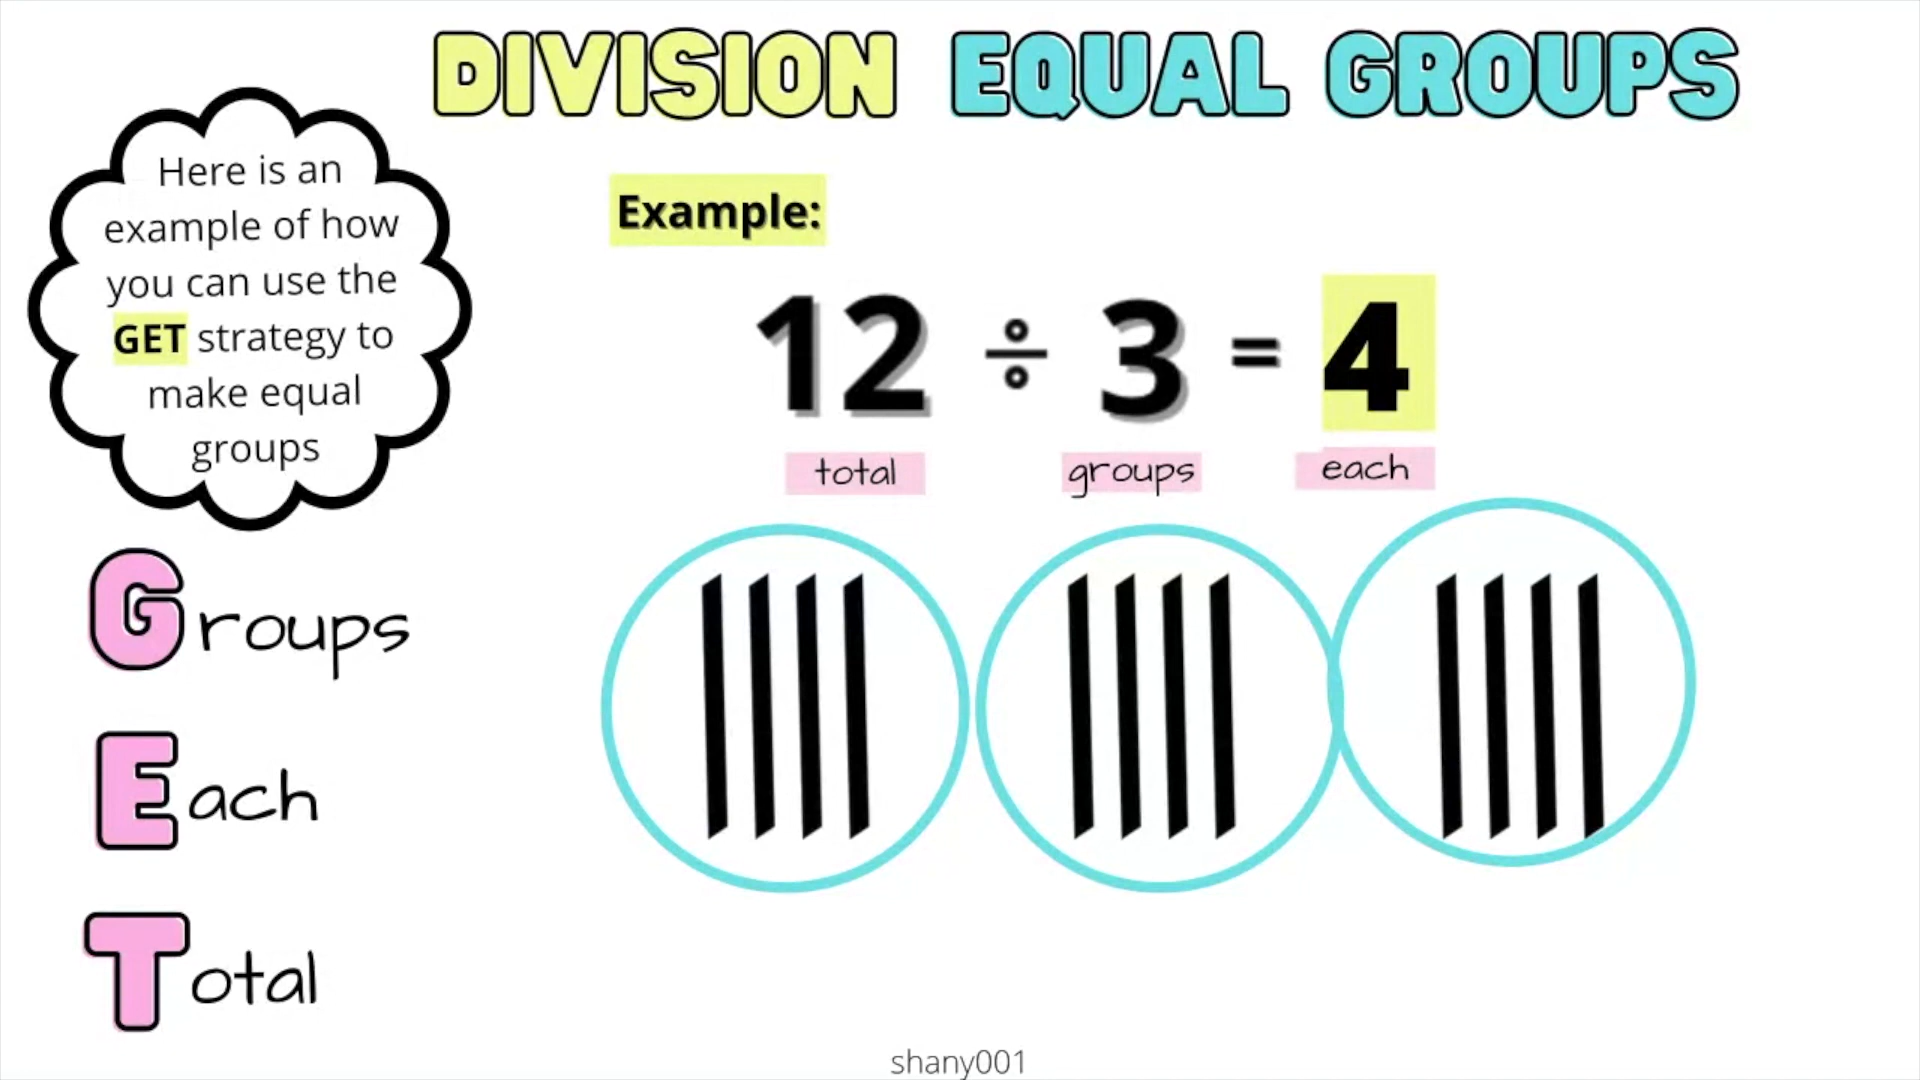 DIVISION EQUAL GROUPS
Here is an
example of how
you can use the
GET strategy to
make equal
groups
Example:
12 ÷ 3 = 4
total groups each
Groups
Each
Total
shany001